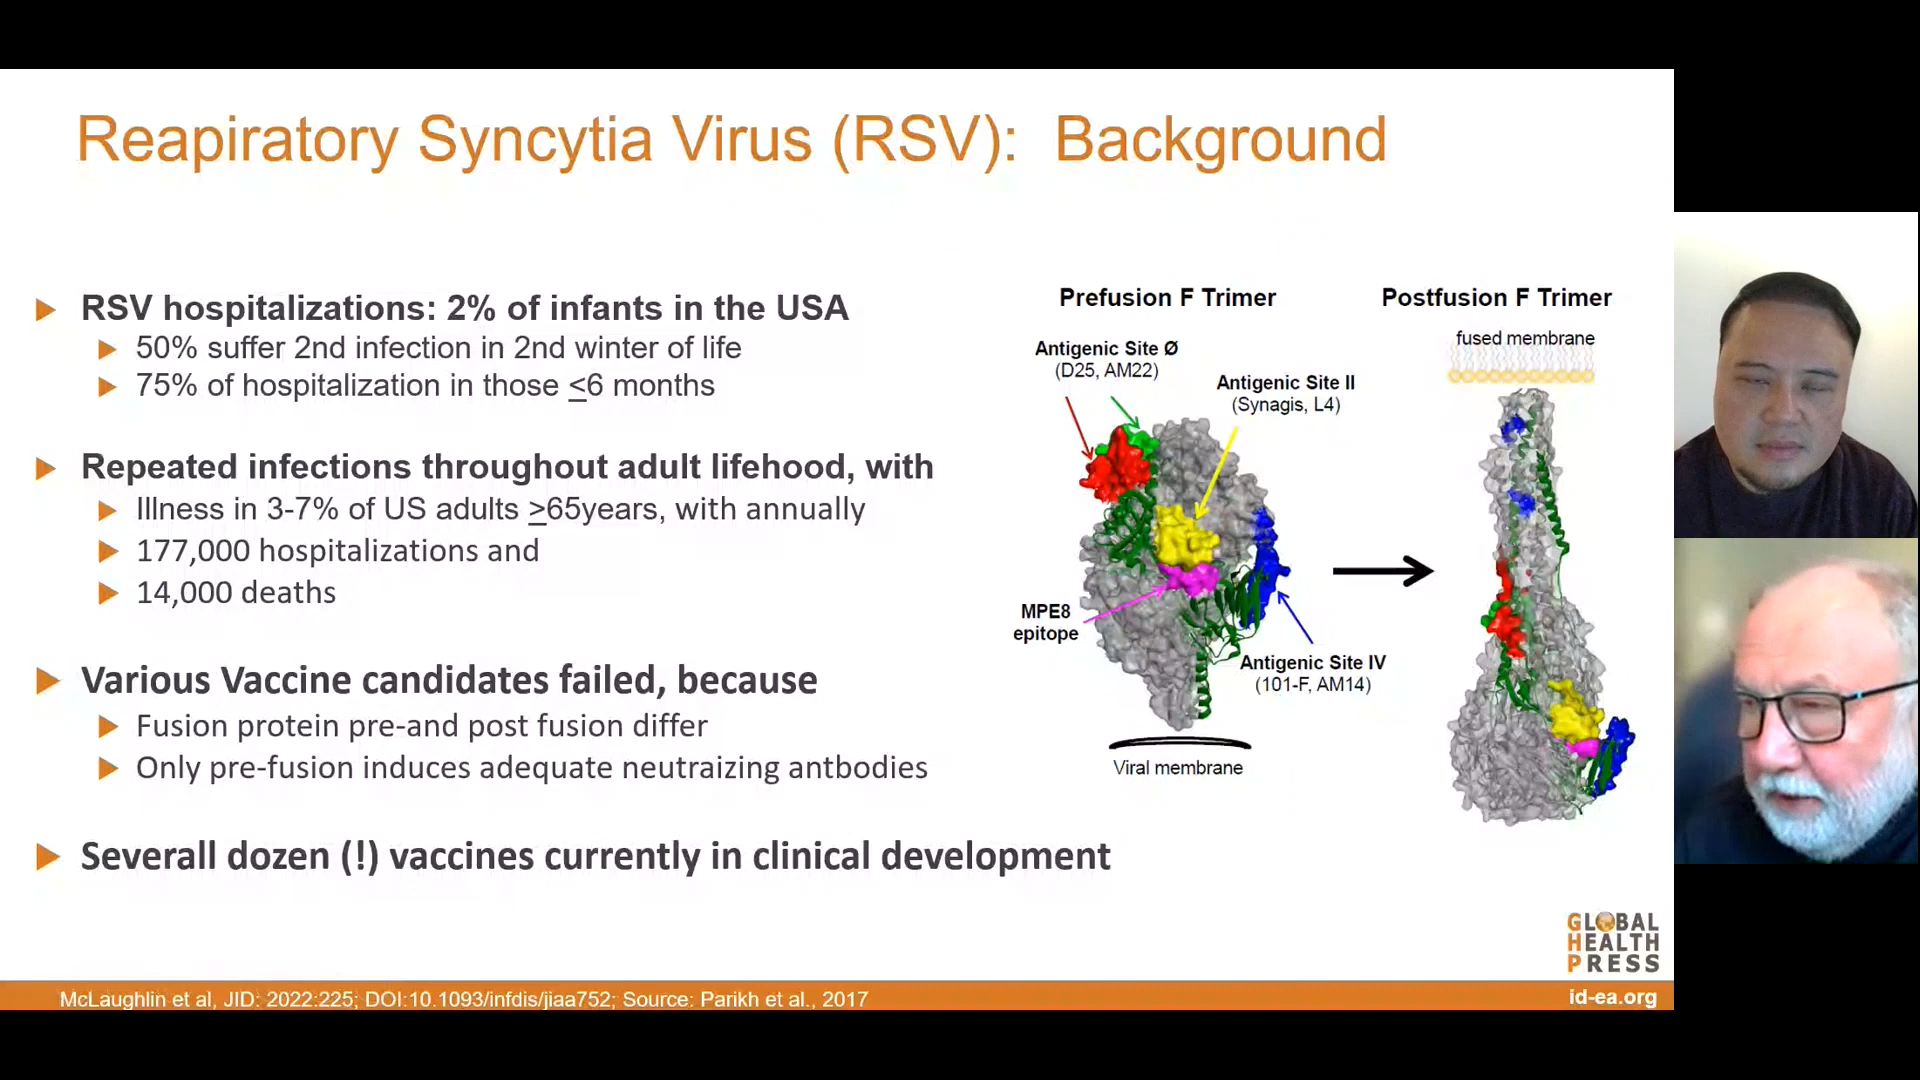 Reapiratory Syncytia Virus (RSV): Background
RSV hospitalizations: 2% of infants in the USA
50% suffer 2nd infection in 2nd winter of life
75% of hospitalization in those <6 months
Repeated infections throughout adult lifehood, with
Illness in 3-7% of US adults >65years, with annually
177,000 hospitalizations and
14,000 deaths
Various Vaccine candidates failed, because
Fusion protein pre-and post fusion differ
Only pre-fusion induces adequate neutraizing antbodies
Severall dozen (!) vaccines currently in clinical development
Prefusion F Trimer
Postfusion F Trimer
fused membrane
Antigenic Site Ø
(D25, AM22)
Antigenic Site II
(Synagis, L4)
MPE8
epitope
Antigenic Site IV
(101-F, AM14)
Viral membrane
GLOBAL
HEALTH
PRESS
McLaughlin et al, JID: 2022:225; DOI:10.1093/infdis/jiaa752; Source: Parikh et al., 2017
id-ea.org